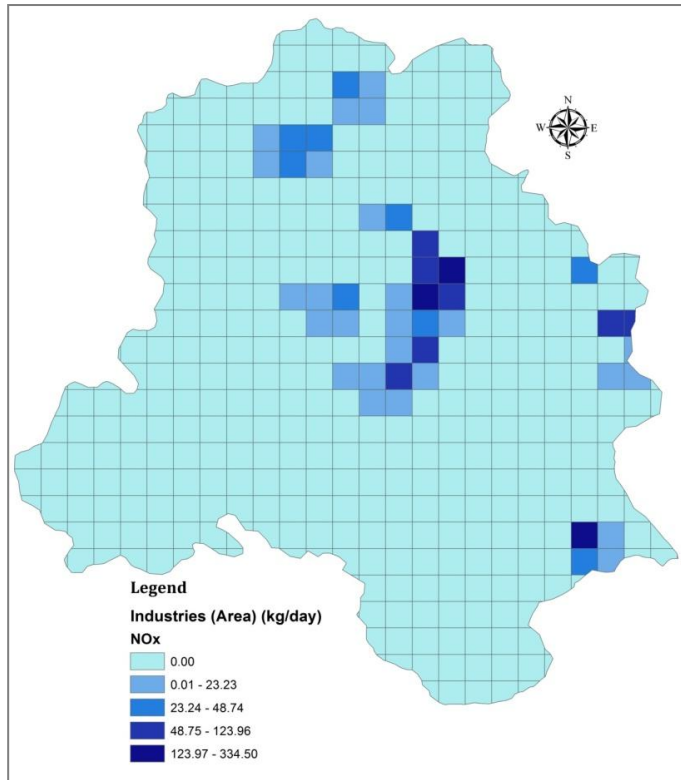 N
W E
S
Legend
Industries (Area) (kg/day)
NOx
0.00
0.01 - 23.23
23.24 - 48.74
48.75 - 123.96
123.97 - 334.50